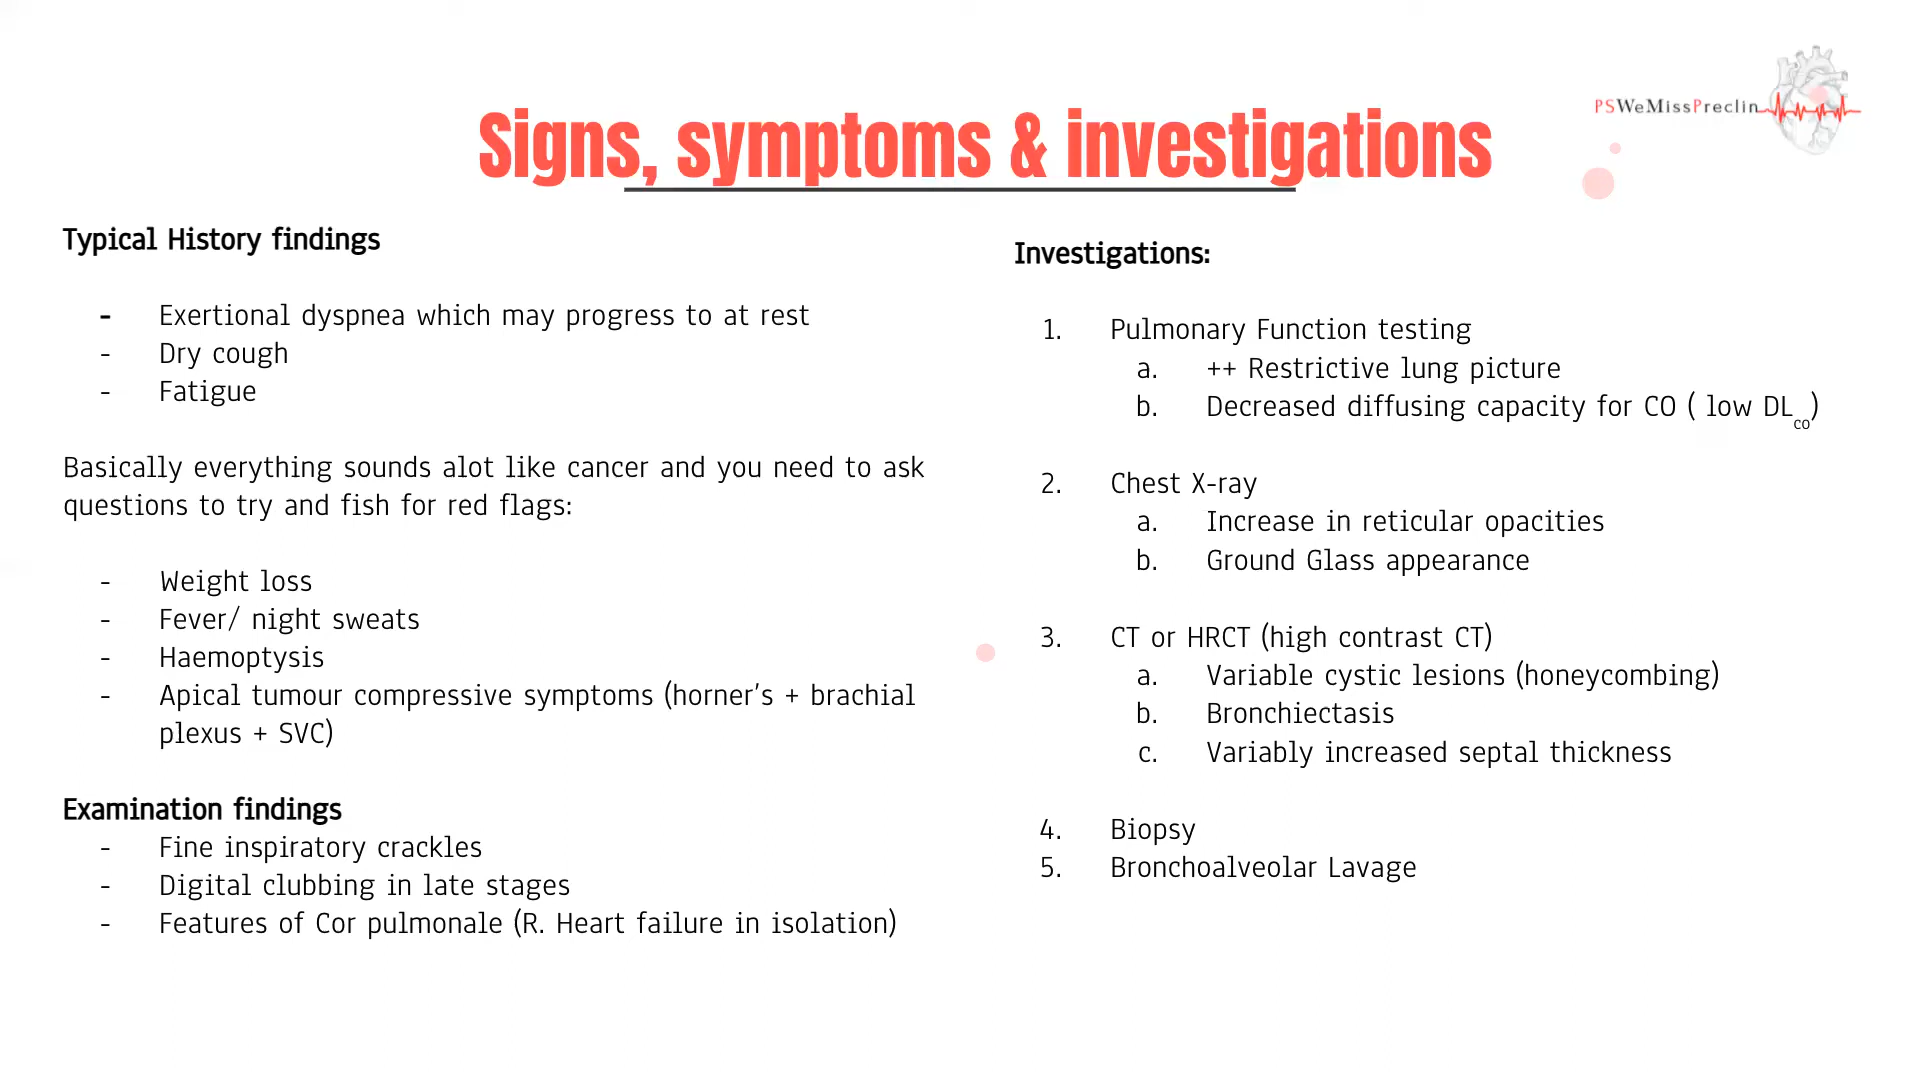 PSWeMissPreclin
Signs, symptoms & investigations
Typical History findings
- Exertional dyspnea which may progress to at rest
- Dry cough
- Fatigue
Basically everything sounds alot like cancer and you need to ask
questions to try and fish for red flags:
- Weight loss
- Fever/ night sweats
- Haemoptysis
- Apical tumour compressive symptoms (horner's + brachial
plexus + SVC)
Examination findings
- Fine inspiratory crackles
- Digital clubbing in late stages
- Features of Cor pulmonale (R. Heart failure in isolation)
Investigations:
1. Pulmonary Function testing
a. ++ Restrictive lung picture
b. Decreased diffusing capacity for CO ( low DLco)
2. Chest X-ray
a. Increase in reticular opacities
b. Ground Glass appearance
3. CT or HRCT (high contrast CT)
a. Variable cystic lesions (honeycombing)
b. Bronchiectasis
c. Variably increased septal thickness
4. Biopsy
5. Bronchoalveolar Lavage